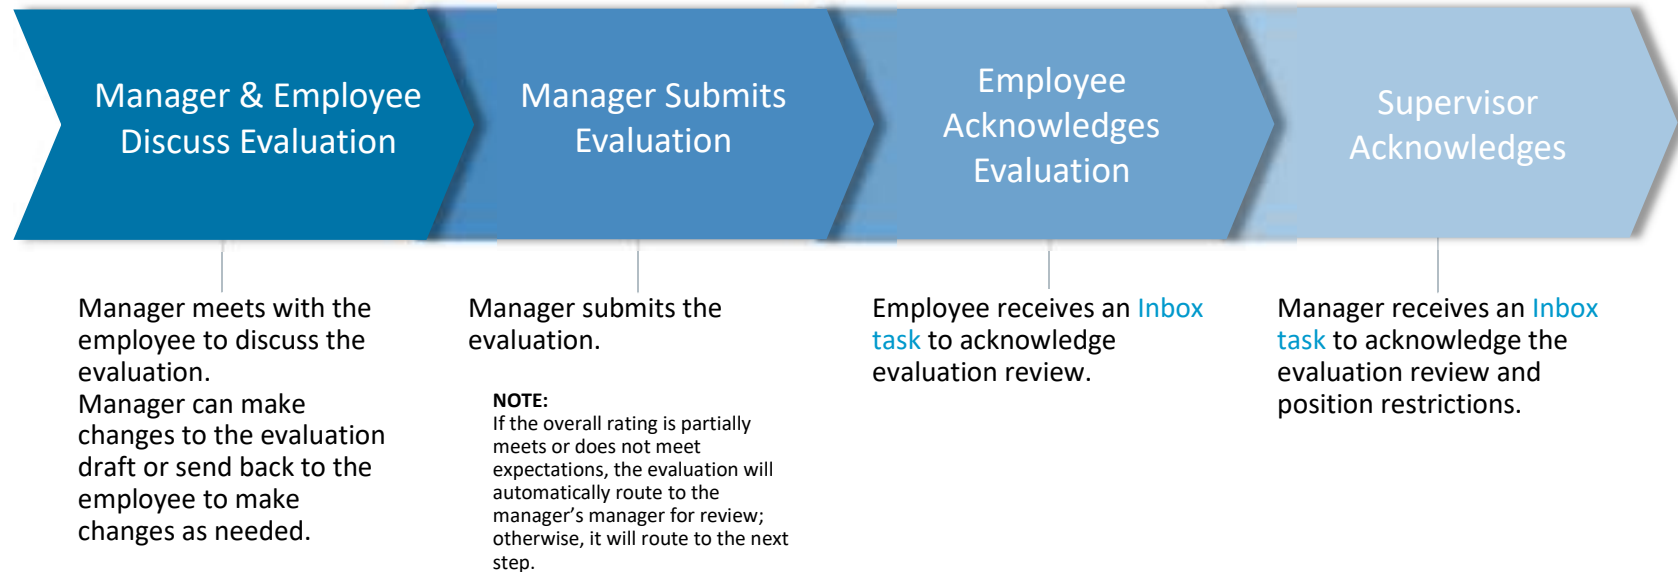 Manager & Employee
Discuss Evaluation
Manager Submits
Evaluation
Employee
Acknowledges
Evaluation
Supervisor
Acknowledges
Manager meets with the
employee to discuss the
evaluation.
Manager can make
changes to the evaluation
draft or send back to the
employee to make
changes as needed.
Manager submits the
evaluation.
NOTE:
If the overall rating is partially
meets or does not meet
expectations, the evaluation will
automatically route to the
manager’s manager for review;
otherwise, it will route to the next
step.
Employee receives an Inbox
task to acknowledge
evaluation review.
Manager receives an Inbox
task to acknowledge the
evaluation review and
position restrictions.